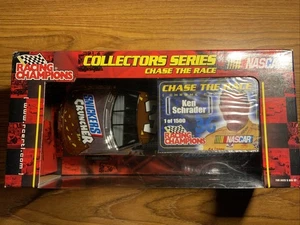 RACING CHAMPIONS
COLLECTORS SERIES
CHASE THE RACE
NASCAR
SNICKERS
CRUNCHER
CHASE THE RACE
Ken Schrader
1 of 1500
RACING CHAMPIONS
NASCAR